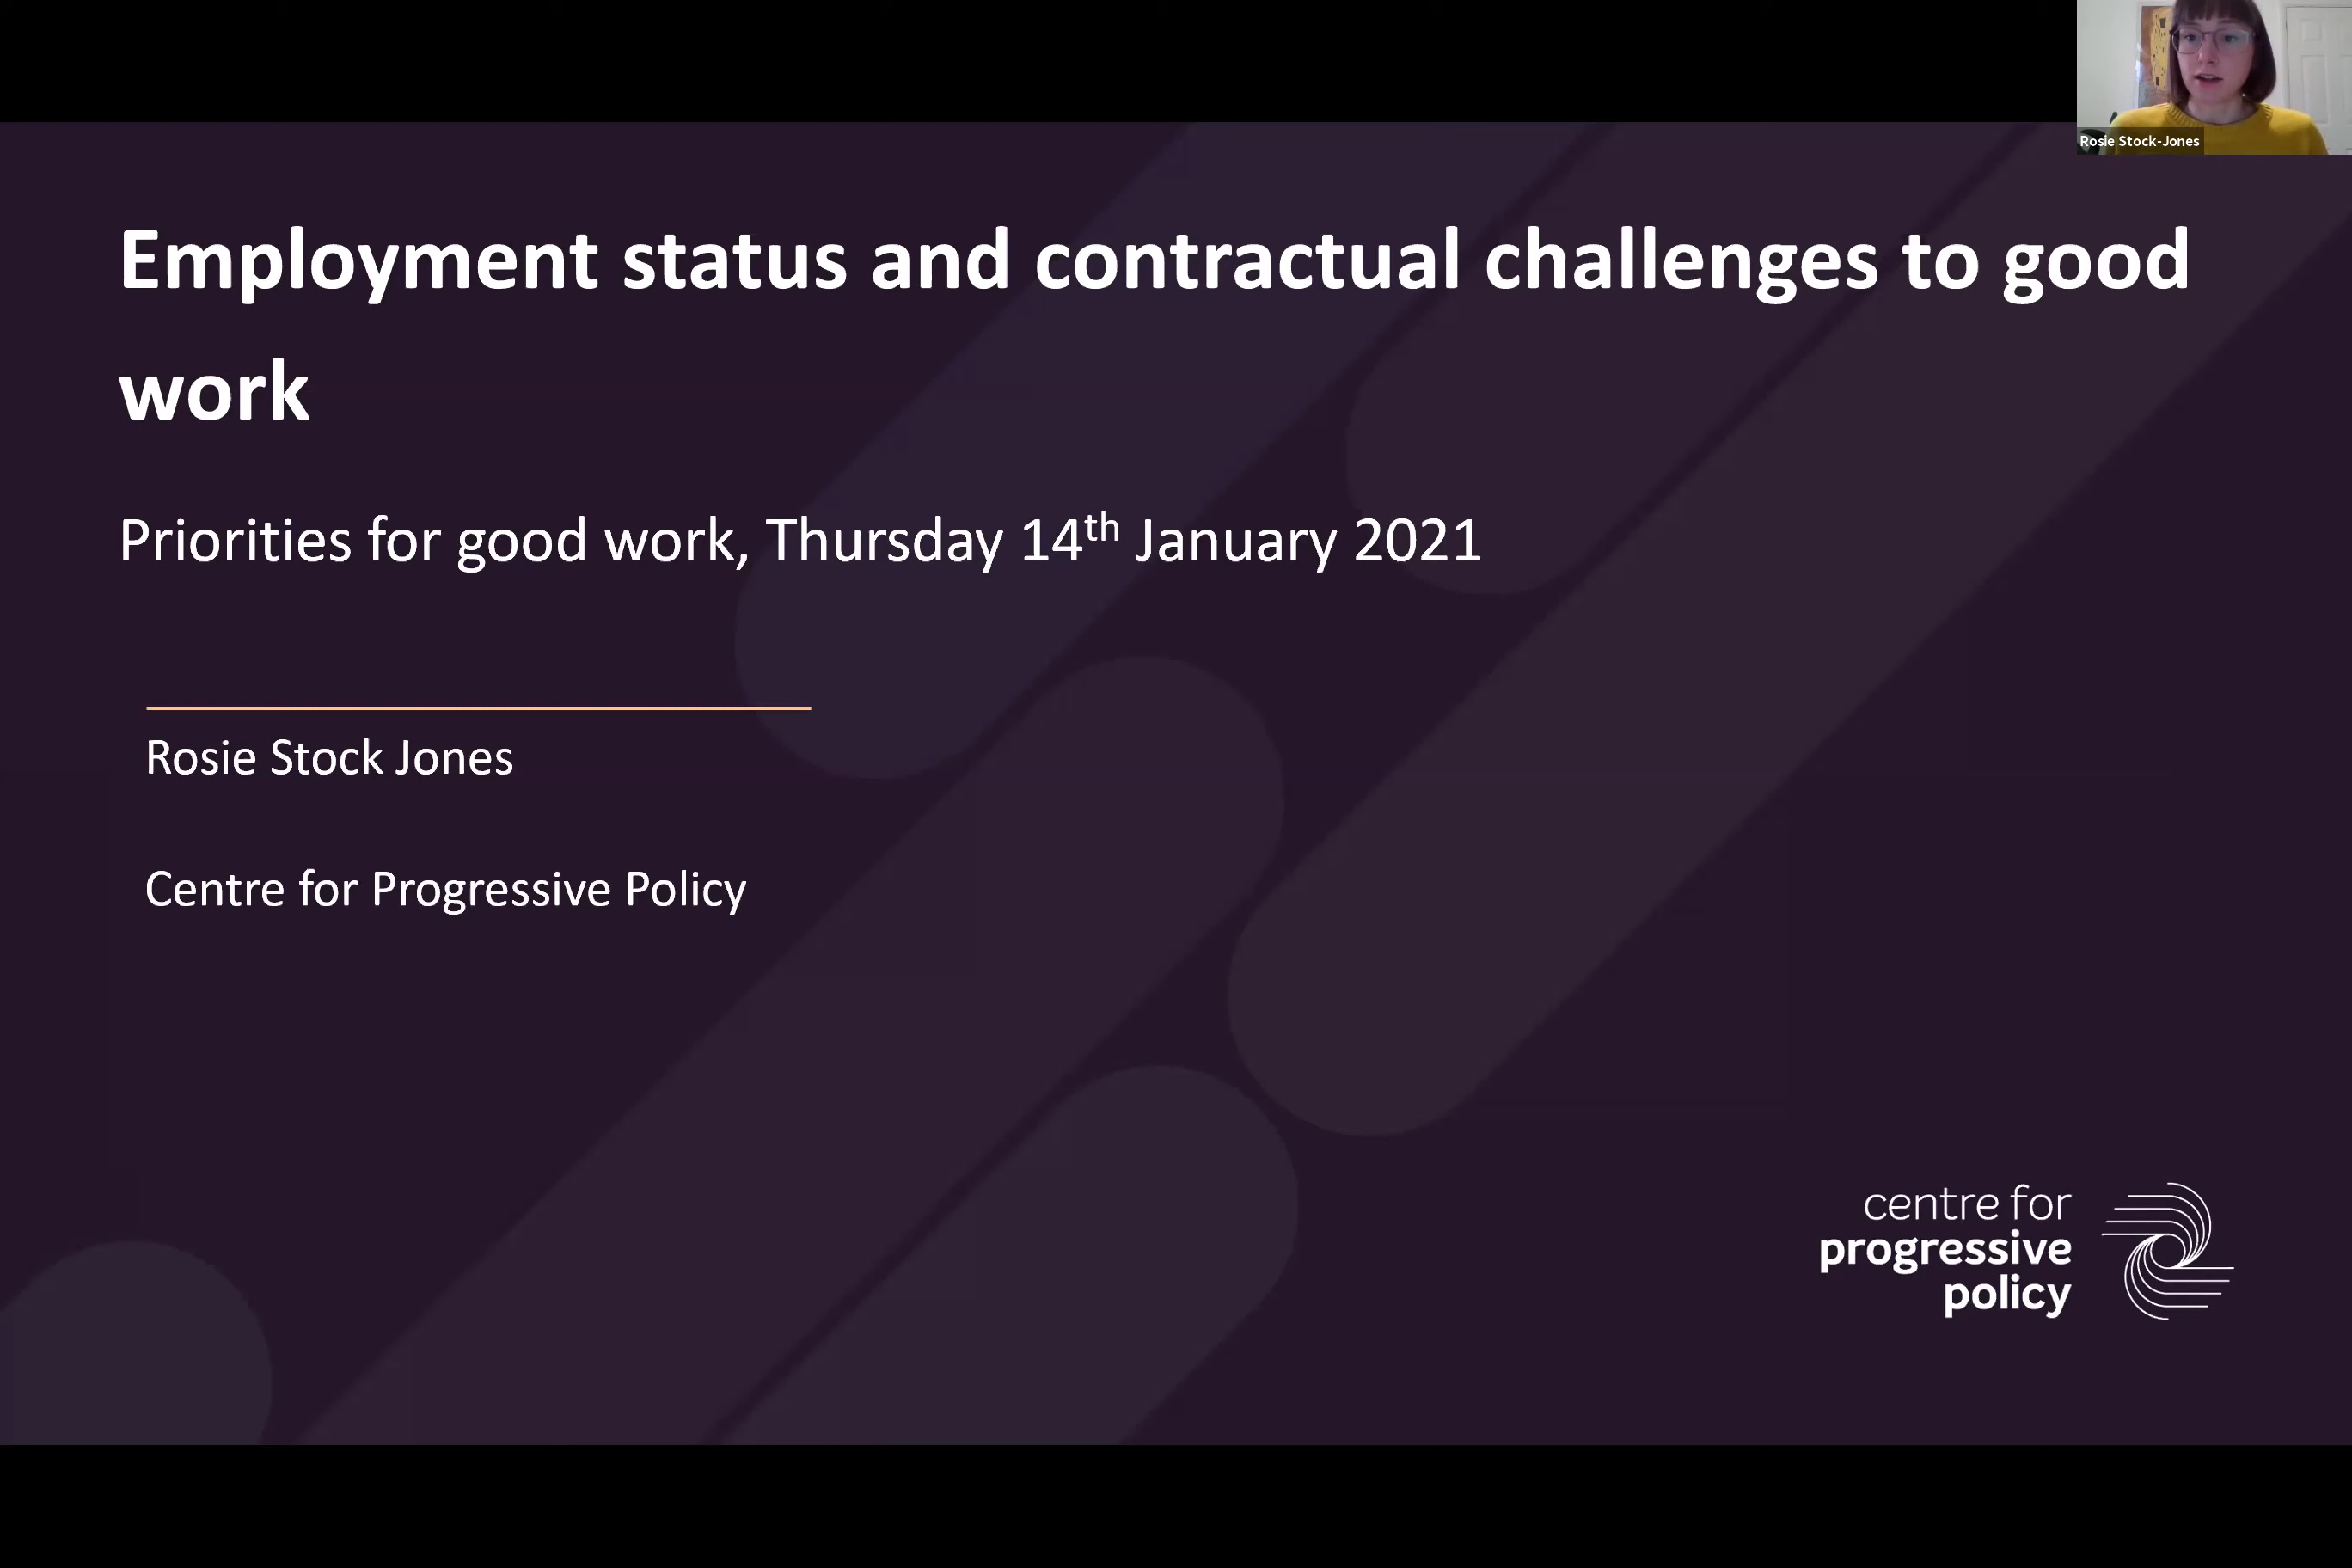 Rosie Stock-Jones
Employment status and contractual challenges to good
work
Priorities for good work, Thursday 14th January 2021
Rosie Stock Jones
Centre for Progressive Policy
centre for
progressive
policy